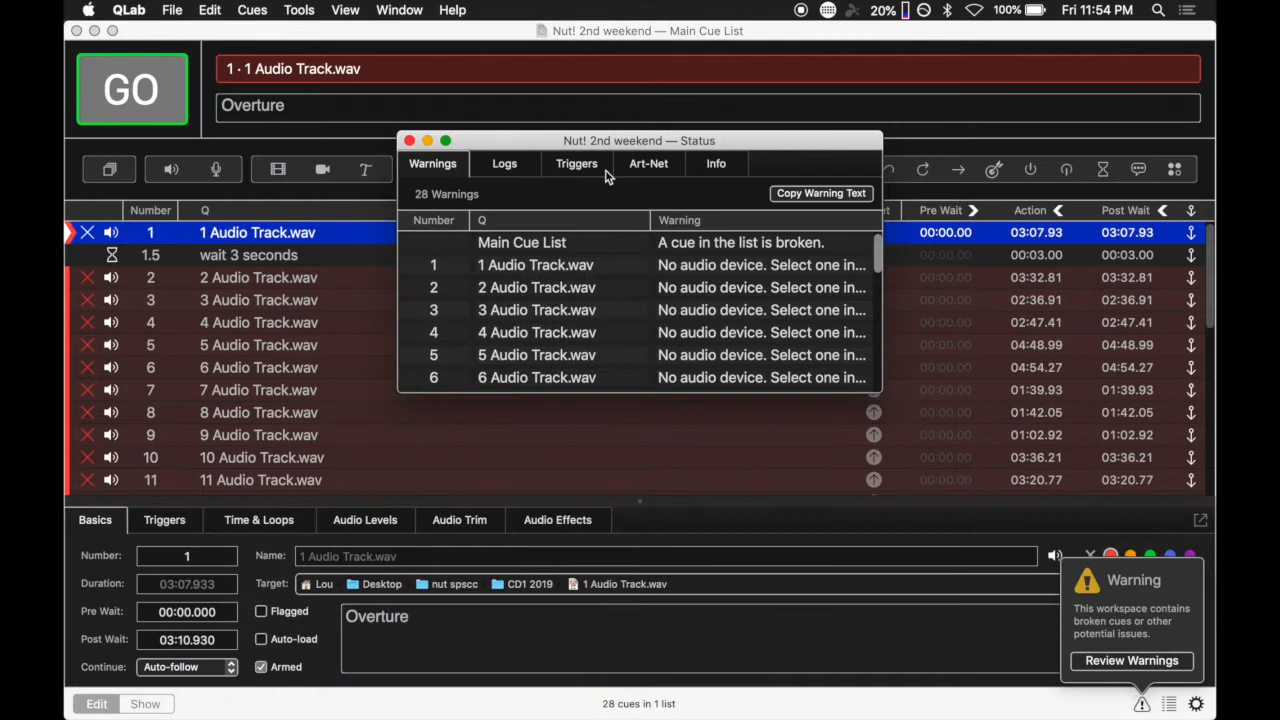 QLab File Edit Cues Tools View Window Help 20% 100% Fri 11:54 PM
Nut! 2nd weekend — Main Cue List
GO
1 · 1 Audio Track.wav
Overture
Nut! 2nd weekend — Status
Warnings Logs Triggers Art-Net Info
28 Warnings Copy Warning Text
Number Q Warning
Main Cue List A cue in the list is broken.
1 1 Audio Track.wav No audio device. Select one in...
2 2 Audio Track.wav No audio device. Select one in...
3 3 Audio Track.wav No audio device. Select one in...
4 4 Audio Track.wav No audio device. Select one in...
5 5 Audio Track.wav No audio device. Select one in...
6 6 Audio Track.wav No audio device. Select one in...
Number Q Pre Wait Action Post Wait
1 1 Audio Track.wav 00:00.00 03:07.93 03:07.93
1.5 wait 3 seconds 00:00.00 00:03.00 00:03.00
2 2 Audio Track.wav 00:00.00 03:32.81 03:32.81
3 3 Audio Track.wav 00:00.00 02:36.91 02:36.91
4 4 Audio Track.wav 00:00.00 02:47.41 02:47.41
5 5 Audio Track.wav 00:00.00 04:48.99 04:48.99
6 6 Audio Track.wav 00:00.00 04:54.27 04:54.27
7 7 Audio Track.wav 00:00.00 01:39.93 01:39.93
8 8 Audio Track.wav 00:00.00 01:42.05 01:42.05
9 9 Audio Track.wav 00:00.00 01:02.92 01:02.92
10 10 Audio Track.wav 00:00.00 03:36.21 03:36.21
11 11 Audio Track.wav 00:00.00 03:20.77 03:20.77
Basics Triggers Time & Loops Audio Levels Audio Trim Audio Effects
Number: 1 Name: 1 Audio Track.wav
Duration: 03:07.933 Target: Lou Desktop nut spscc CD1 2019 1 Audio Track.wav
Pre Wait: 00:00.000 Flagged Overture
Post Wait: 03:10.930 Auto-load
Continue: Auto-follow Armed
Warning
This workspace contains
broken cues or other
potential issues.
Review Warnings
Edit Show 28 cues in 1 list